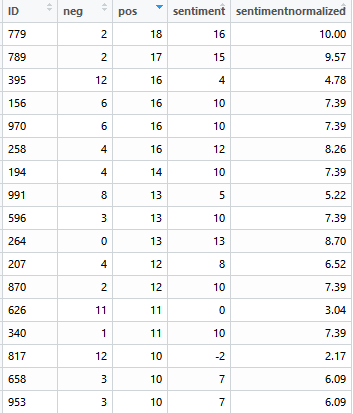 ID neg pos sentiment sentimentnormalized
779 2 18 16 10.00
789 2 17 15 9.57
395 12 16 4 4.78
156 6 16 10 7.39
970 6 16 10 7.39
258 4 16 12 8.26
194 4 14 10 7.39
991 8 13 5 5.22
596 3 13 10 7.39
264 0 13 13 8.70
207 4 12 8 6.52
870 2 12 10 7.39
626 11 11 0 3.04
340 1 11 10 7.39
817 12 10 -2 2.17
658 3 10 7 6.09
953 3 10 7 6.09